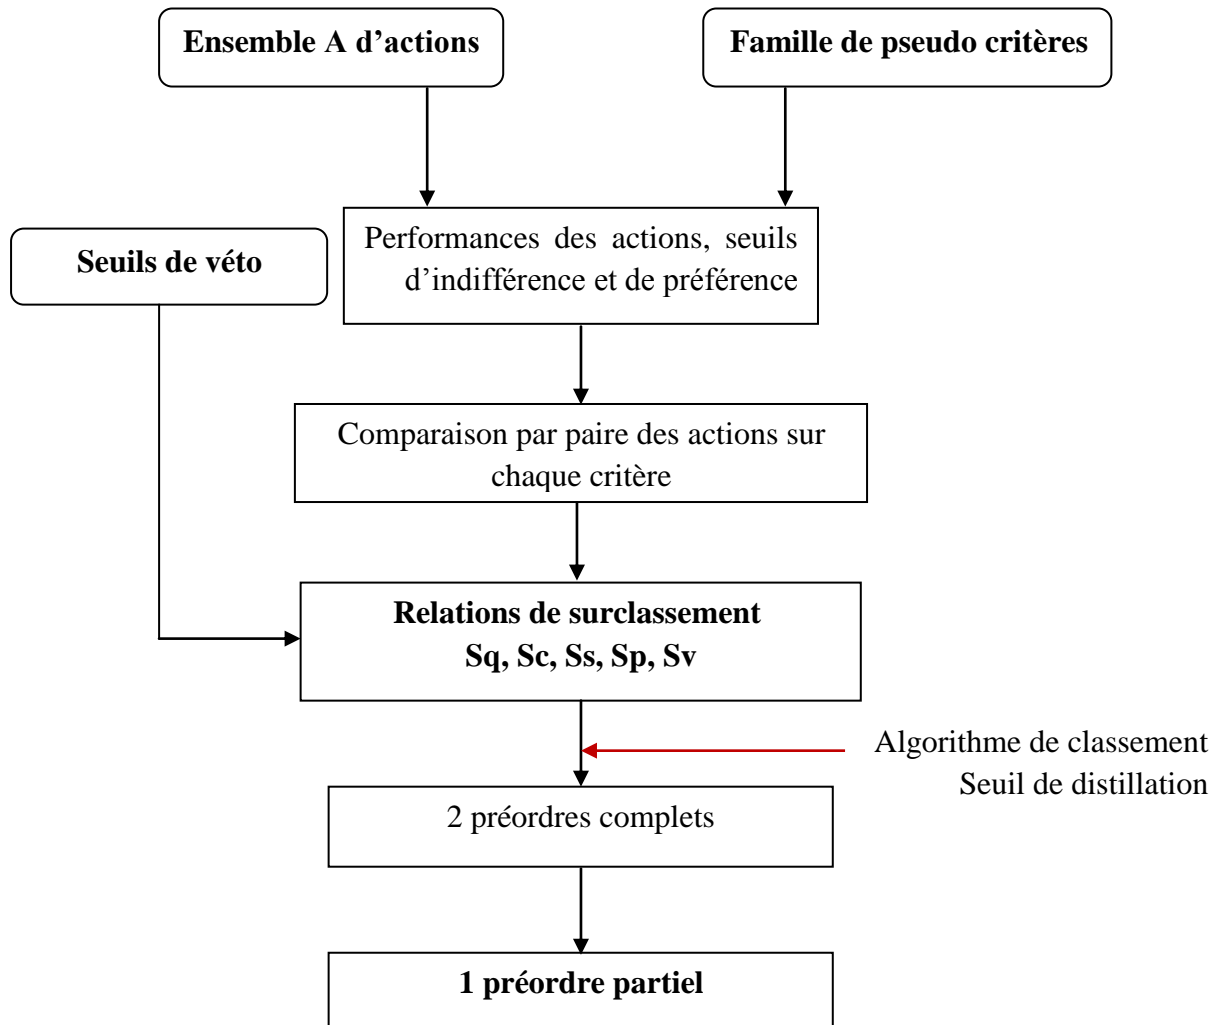 Ensemble A d’actions
Famille de pseudo critères
Performances des actions, seuils
d’indifférence et de préférence
Seuils de véto
Comparaison par paire des actions sur
chaque critère
Relations de surclassement
Sq, Sc, Ss, Sp, Sv
Algorithme de classement
Seuil de distillation
2 préordres complets
1 préordre partiel